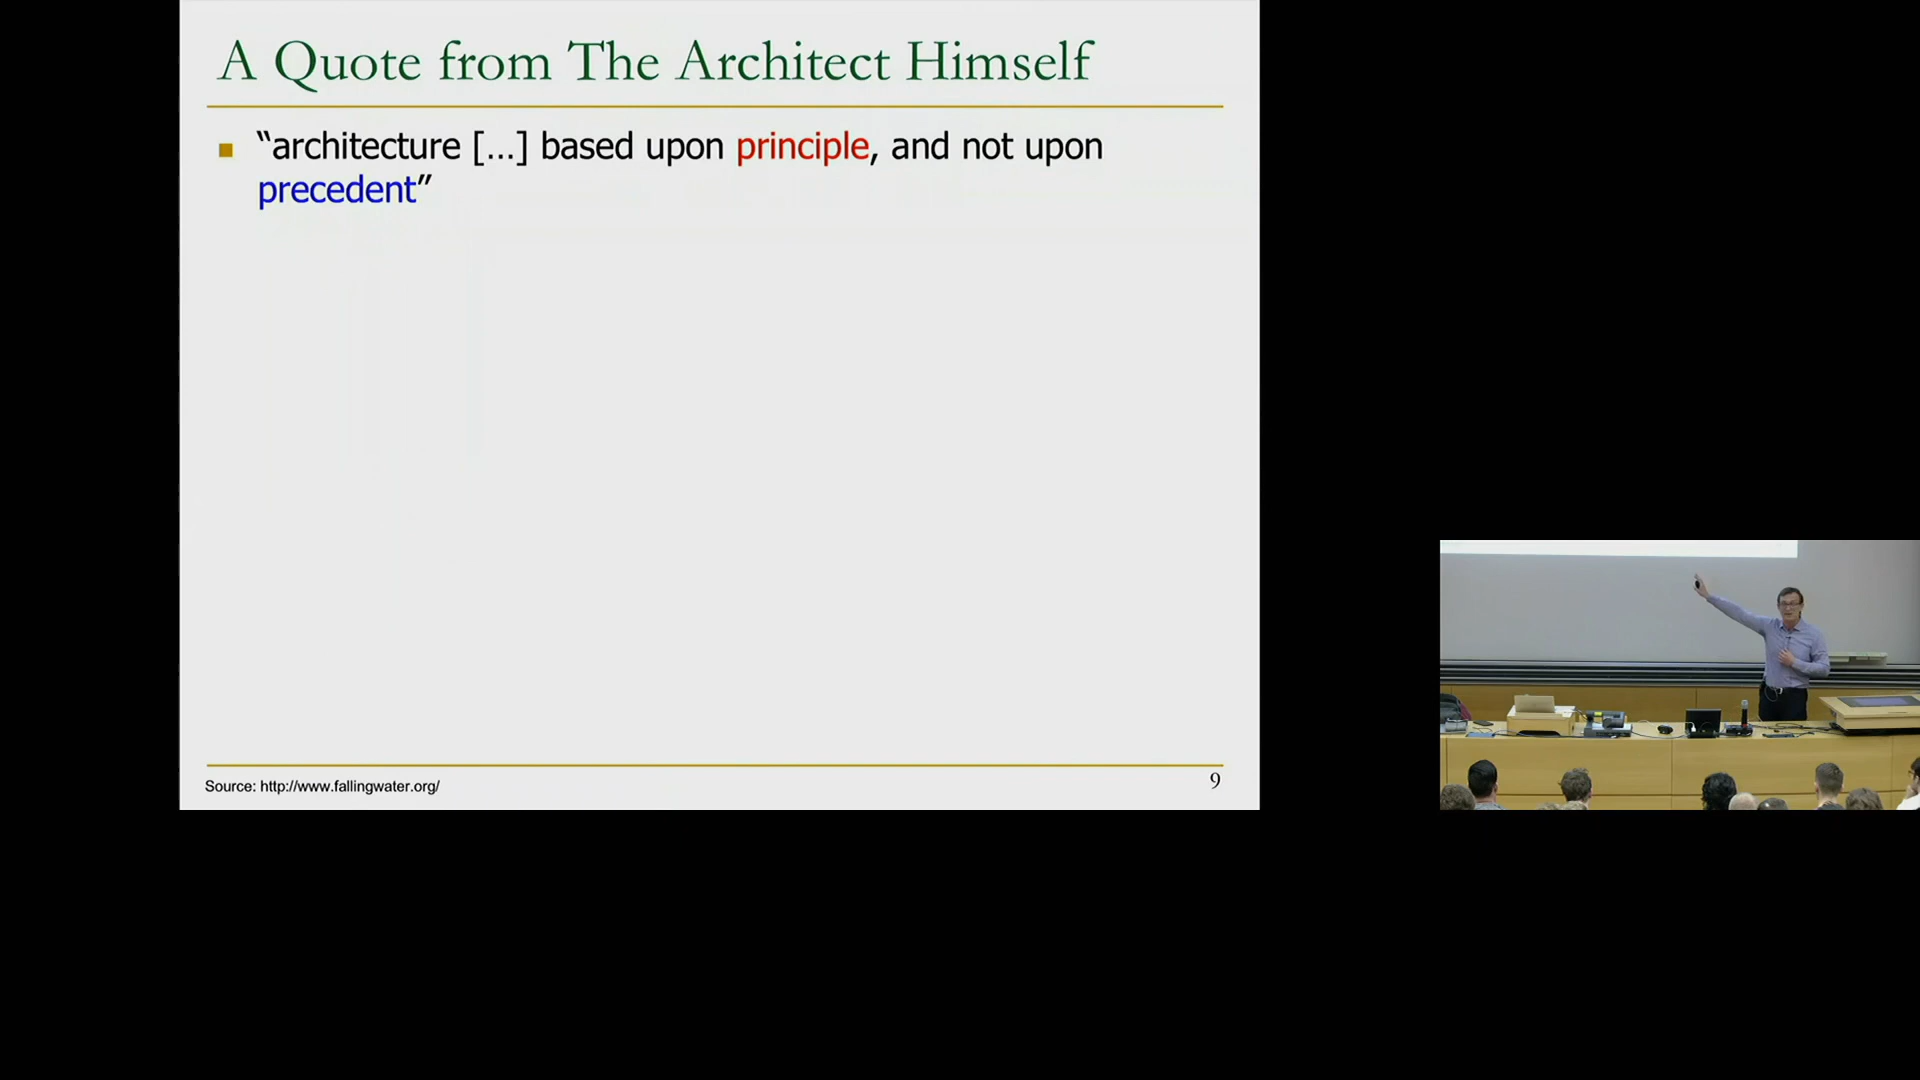 A Quote from The Architect Himself
“architecture […] based upon principle, and not upon
precedent”
Source: http://www.fallingwater.org/
9